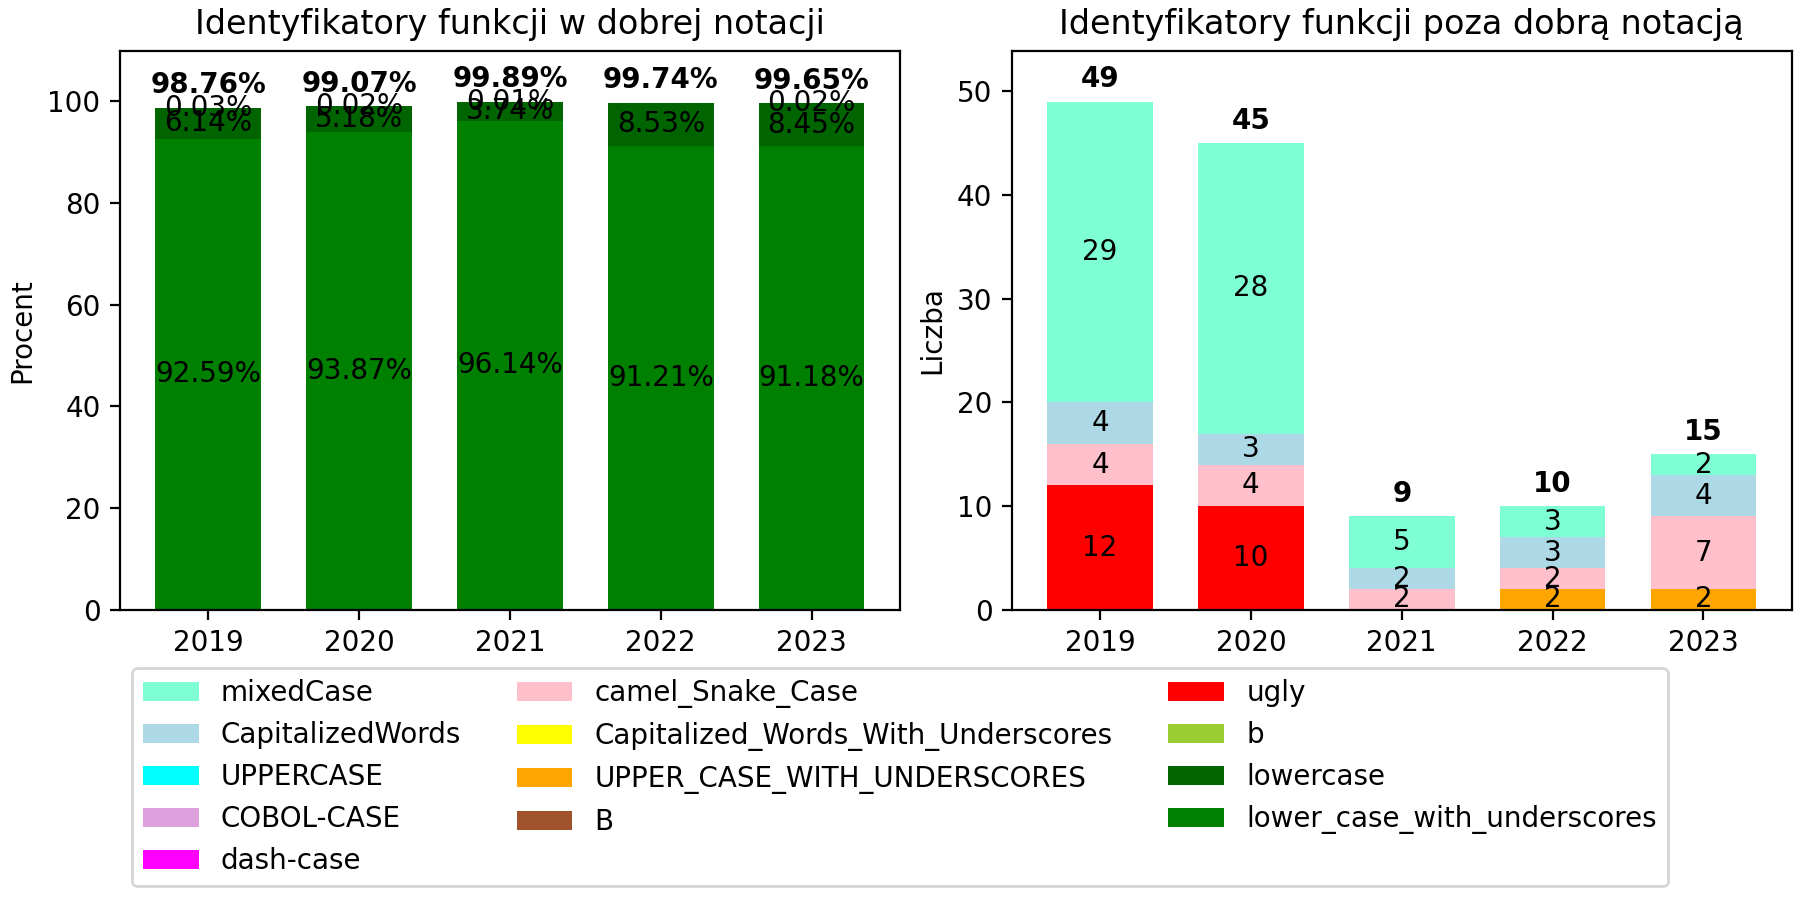 Identyfikatory funkcji w dobrej notacji
Procent
100
80
60
40
20
0
98.76% 99.07% 99.89% 99.74% 99.65%
0.03% 0.02% 0.01% 0.02%
6.14% 5.18% 3.74% 8.53% 8.45%
92.59% 93.87% 96.14% 91.21% 91.18%
2019 2020 2021 2022 2023
Identyfikatory funkcji poza dobrą notacją
Liczba
50
40
30
20
10
0
49 45 9 10 15
29 28 5 3 2
4 3 2 3 4
4 4 2 2 7
12 10 2 2
2019 2020 2021 2022 2023
mixedCase
CapitalizedWords
UPPERCASE
COBOL-CASE
dash-case
camel_Snake_Case
Capitalized_Words_With_Underscores
UPPER_CASE_WITH_UNDERSCORES
B
ugly
b
lowercase
lower_case_with_underscores